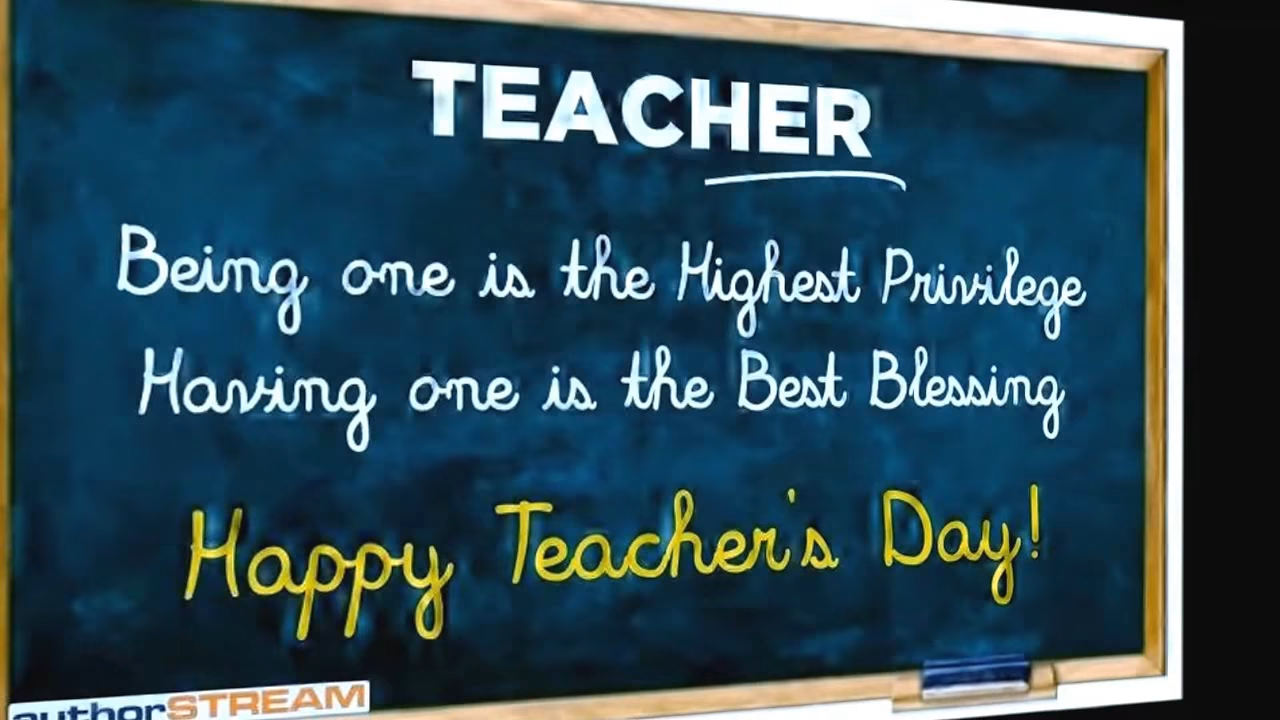 TEACHER
Being one is the Highest Privilege
Having one is the Best Blessing
Happy Teacher's Day!
authorSTREAM